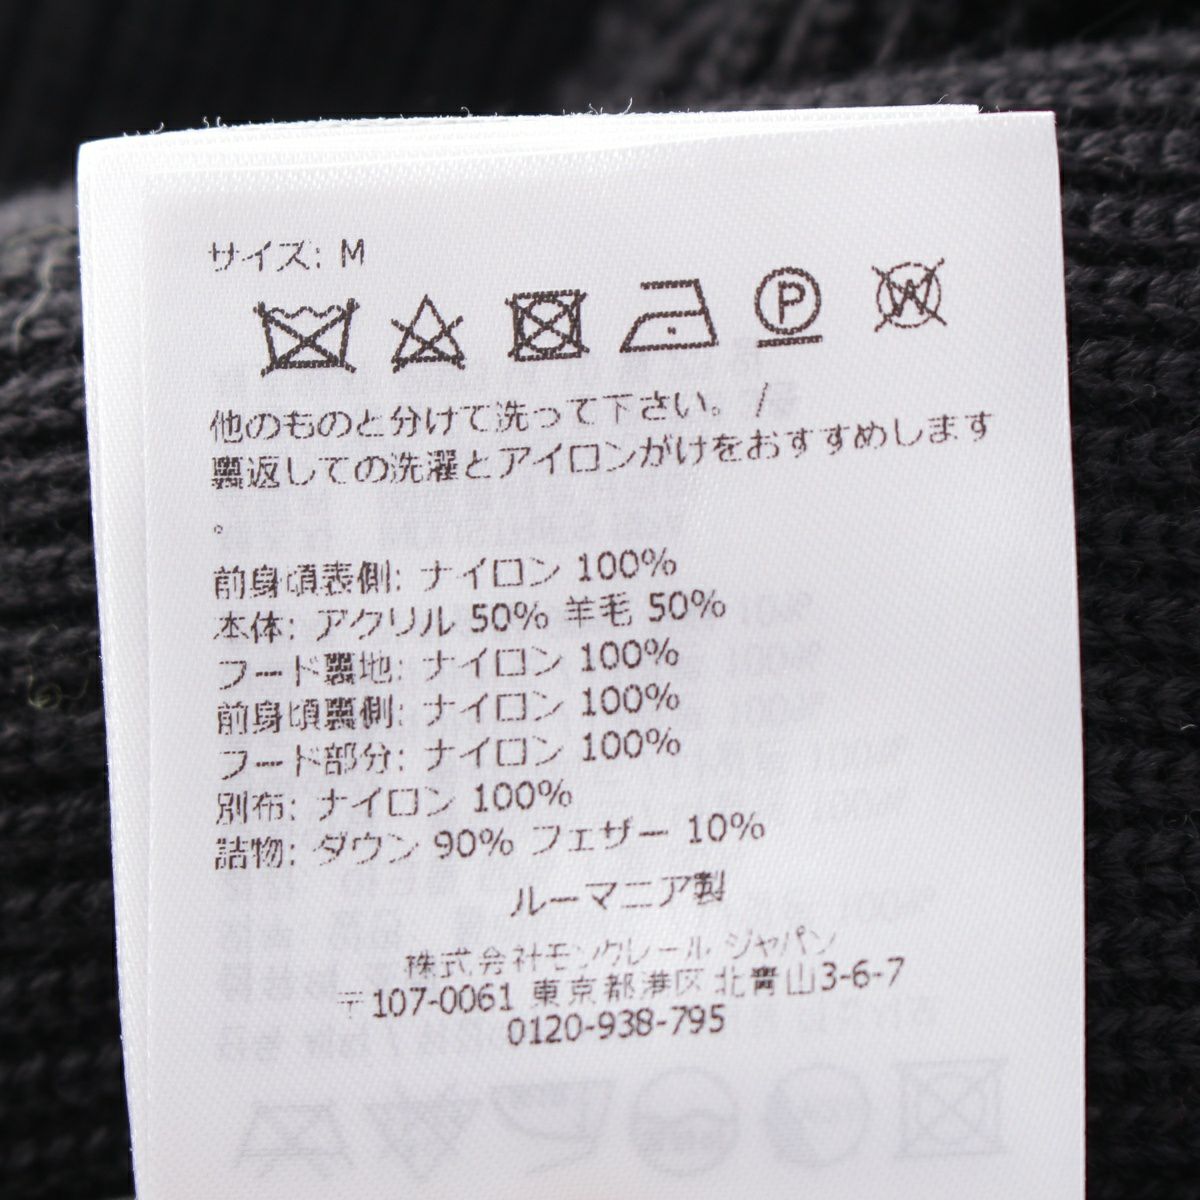 サイズ: M
P W
他のものと分けて洗って下さい。 /
裏返しての洗濯とアイロンがけをおすすめします
。
前身頃表側: ナイロン 100%
本体: アクリル 50% 羊毛 50%
フード裏地: ナイロン 100%
前身頃裏側: ナイロン 100%
フード部分: ナイロン 100%
別布: ナイロン 100%
詰物: ダウン 90% フェザー 10%
ルーマニア製
株式会社モンクレール ジャパン
〒107-0061 東京都港区北青山3-6-7
0120-938-795